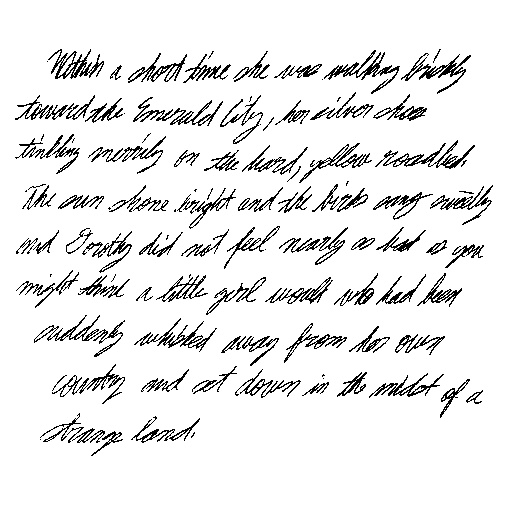 Within a short time she was walking briskly
toward the Emerald City, her silver shoes
tinkling merrily on the hard, yellow roadbed.
The sun shone bright and the birds sang sweetly
and Dorothy did not feel nearly as bad as you
might think a little girl would who had been
suddenly whisked away from her own
country and set down in the midst of a
strange land.